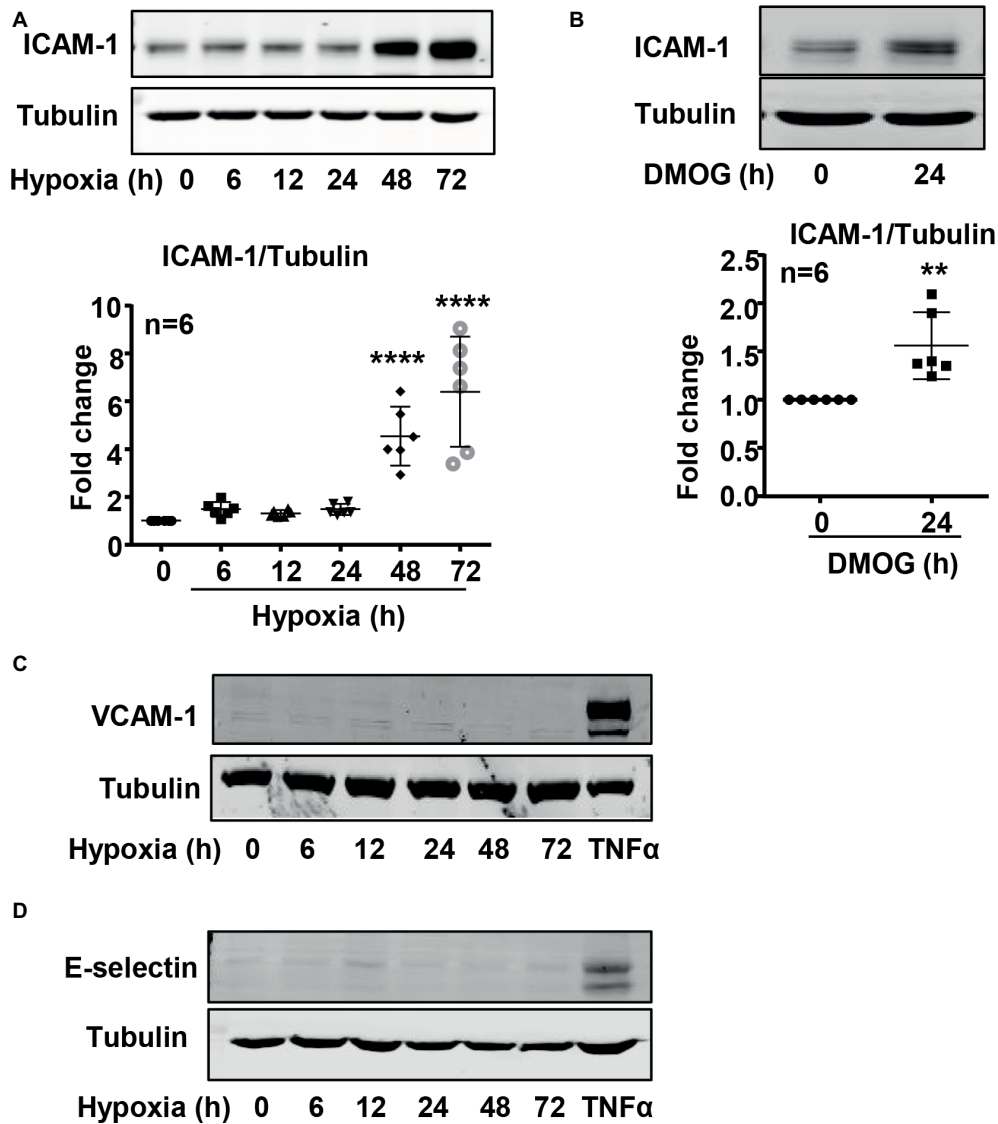 A
ICAM-1
Tubulin
Hypoxia (h) 0 6 12 24 48 72
ICAM-1/Tubulin
n=6
****
****
Fold change
10
8
6
4
2
0
0 6 12 24 48 72
Hypoxia (h)
B
ICAM-1
Tubulin
DMOG (h) 0 24
ICAM-1/Tubulin
n=6
**
Fold change
2.5
2.0
1.5
1.0
0.5
0.0
0 24
DMOG (h)
C
VCAM-1
Tubulin
Hypoxia (h) 0 6 12 24 48 72 TNFα
D
E-selectin
Tubulin
Hypoxia (h) 0 6 12 24 48 72 TNFα